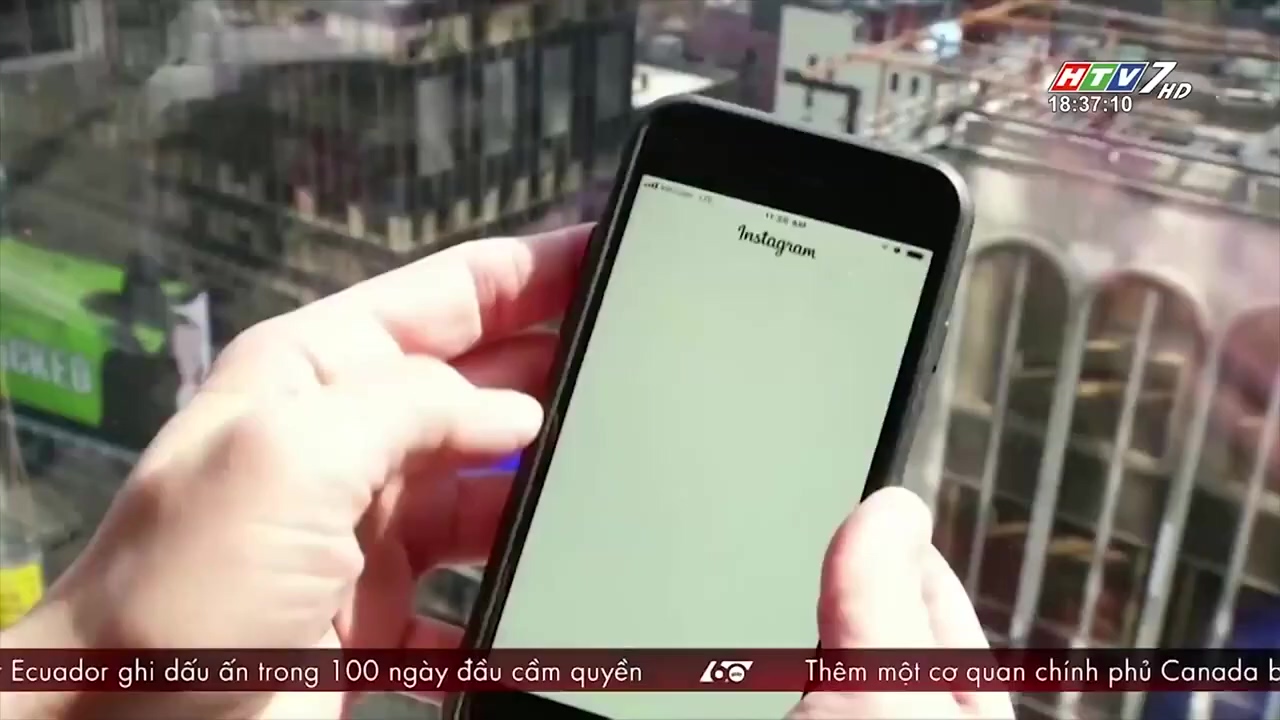 HTV7 HD
18:37:10
Instagram
Ecuador ghi dấu ấn trong 100 ngày đầu cầm quyền
60
Thêm một cơ quan chính phủ Canada b